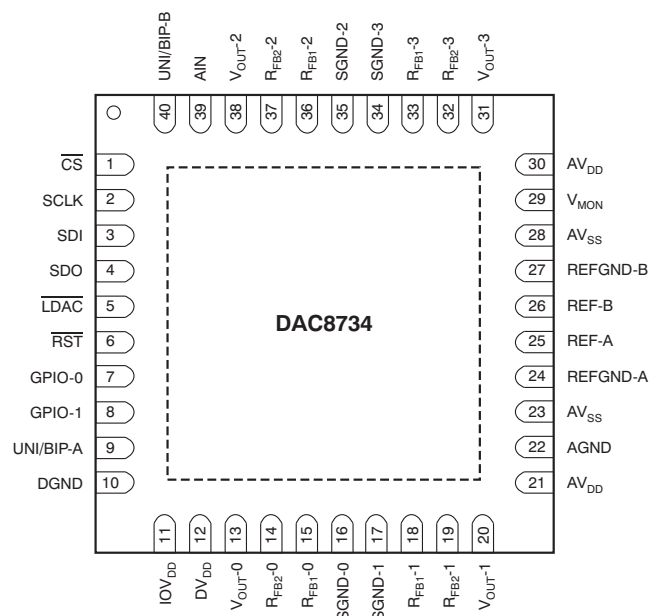 UNI/BIP-B
AIN
VOUT-2
RFB2-2
RFB1-2
SGND-2
SGND-3
RFB1-3
RFB2-3
VOUT-3
40
39
38
37
36
35
34
33
32
31
CS 1
SCLK 2
SDI 3
SDO 4
LDAC 5
RST 6
GPIO-0 7
GPIO-1 8
UNI/BIP-A 9
DGND 10
DAC8734
30 AVDD
29 VMON
28 AVSS
27 REFGND-B
26 REF-B
25 REF-A
24 REFGND-A
23 AVSS
22 AGND
21 AVDD
11
12
13
14
15
16
17
18
19
20
IOVDD
DVDD
VOUT-0
RFB2-0
RFB1-0
SGND-0
SGND-1
RFB1-1
RFB2-1
VOUT-1